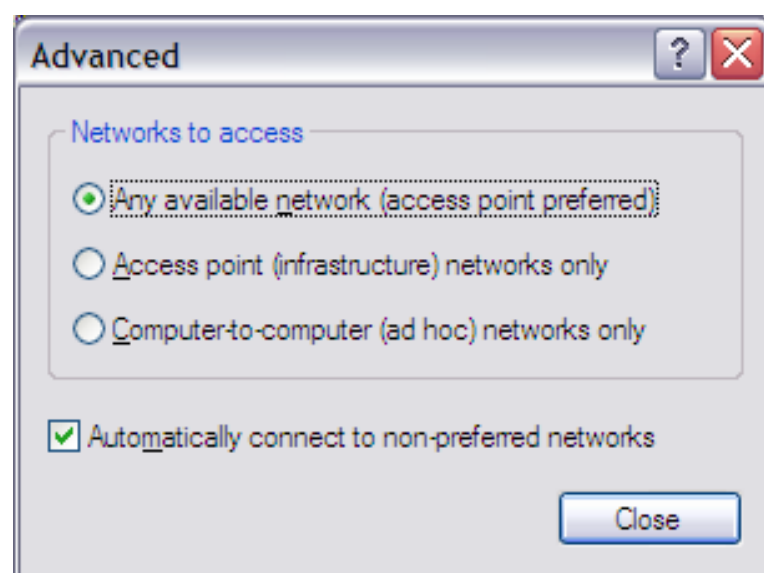 Advanced
?
Networks to access
Any available network (access point preferred)
Access point (infrastructure) networks only
Computer-to-computer (ad hoc) networks only
Automatically connect to non-preferred networks
Close